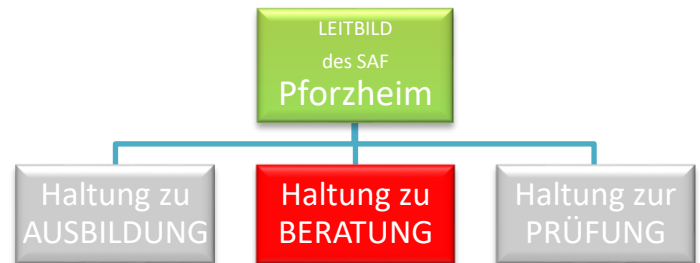 LEITBILD
des SAF
Pforzheim
Haltung zu
AUSBILDUNG
Haltung zu
BERATUNG
Haltung zur
PRÜFUNG